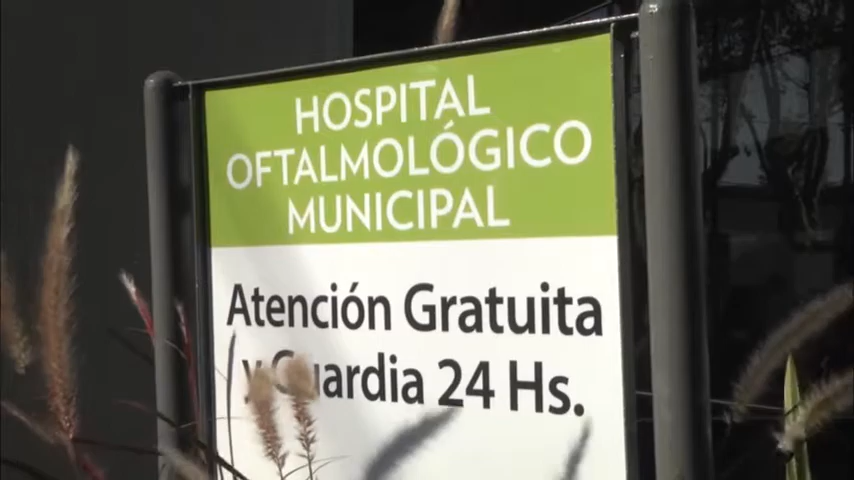 HOSPITAL
OFTALMOLÓGICO
MUNICIPAL
Atención Gratuita
y Guardia 24 Hs.